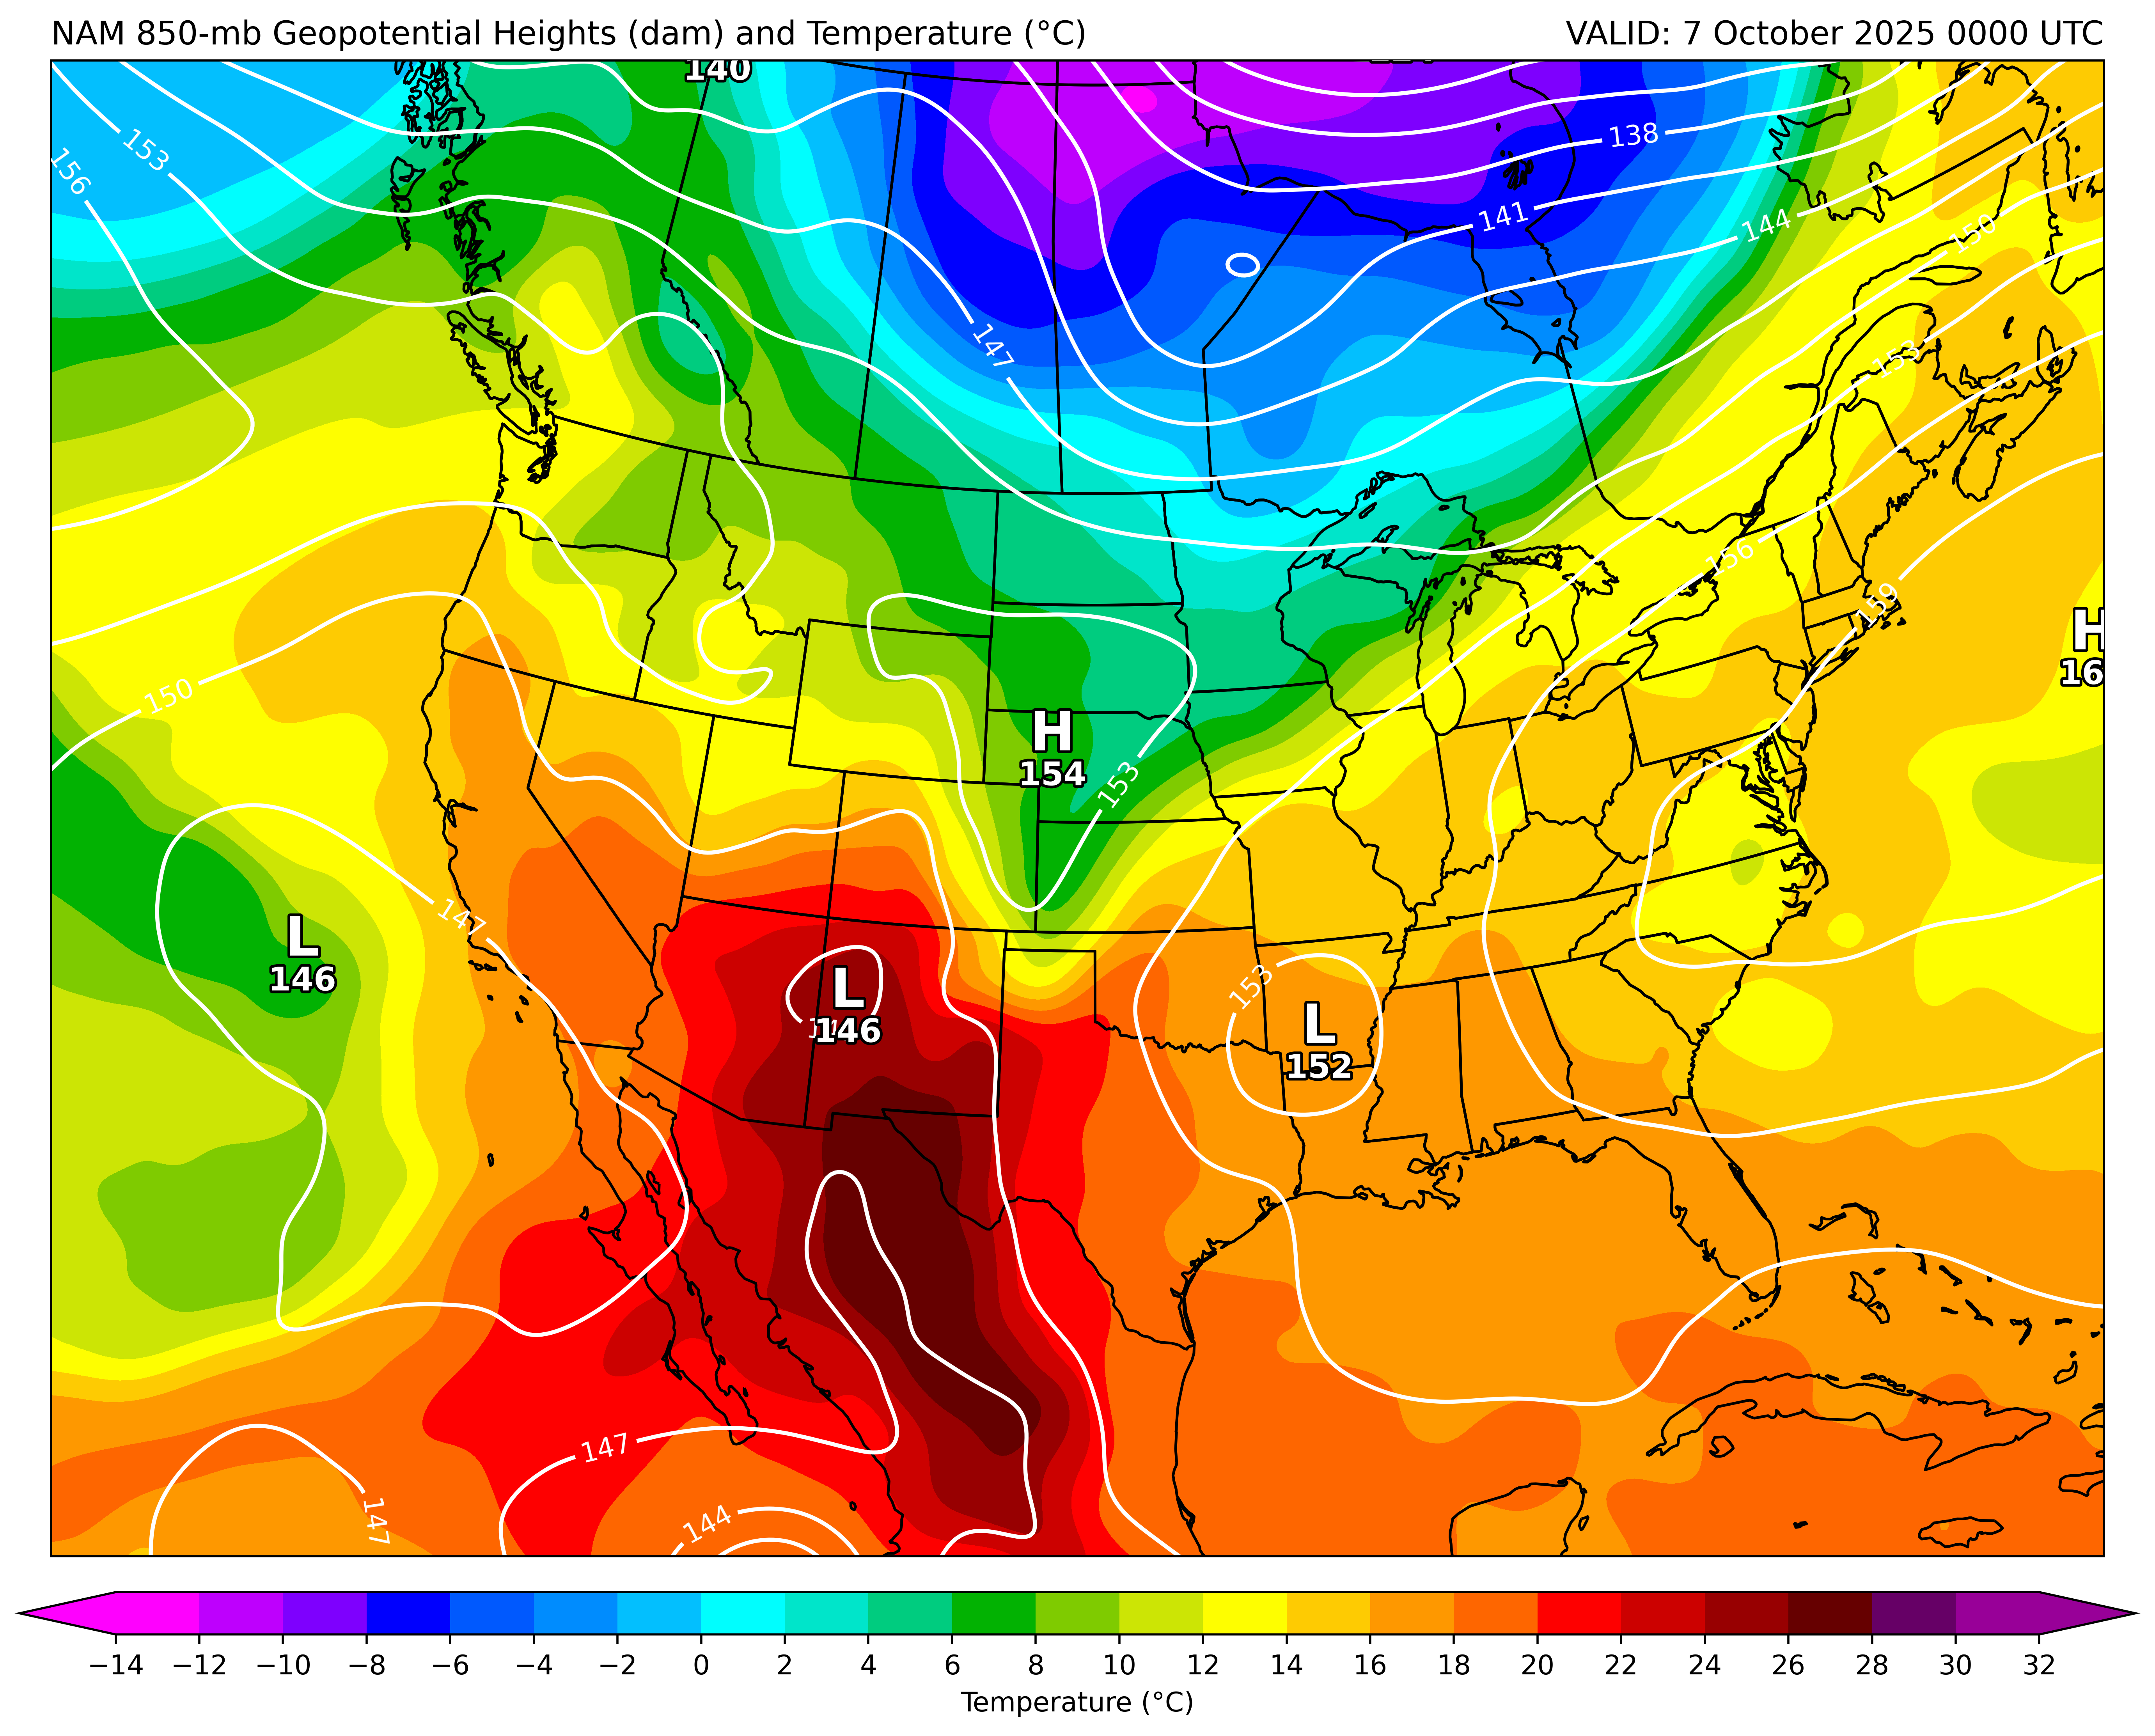 NAM 850-mb Geopotential Heights (dam) and Temperature (°C)
VALID: 7 October 2025 0000 UTC
140
153
156
138
141
144
150
147
153
156
159
H
16
150
H
154
153
147
L
146
L
146
153
L
152
147
147
144
−14 −12 −10 −8 −6 −4 −2 0 2 4 6 8 10 12 14 16 18 20 22 24 26 28 30 32
Temperature (°C)